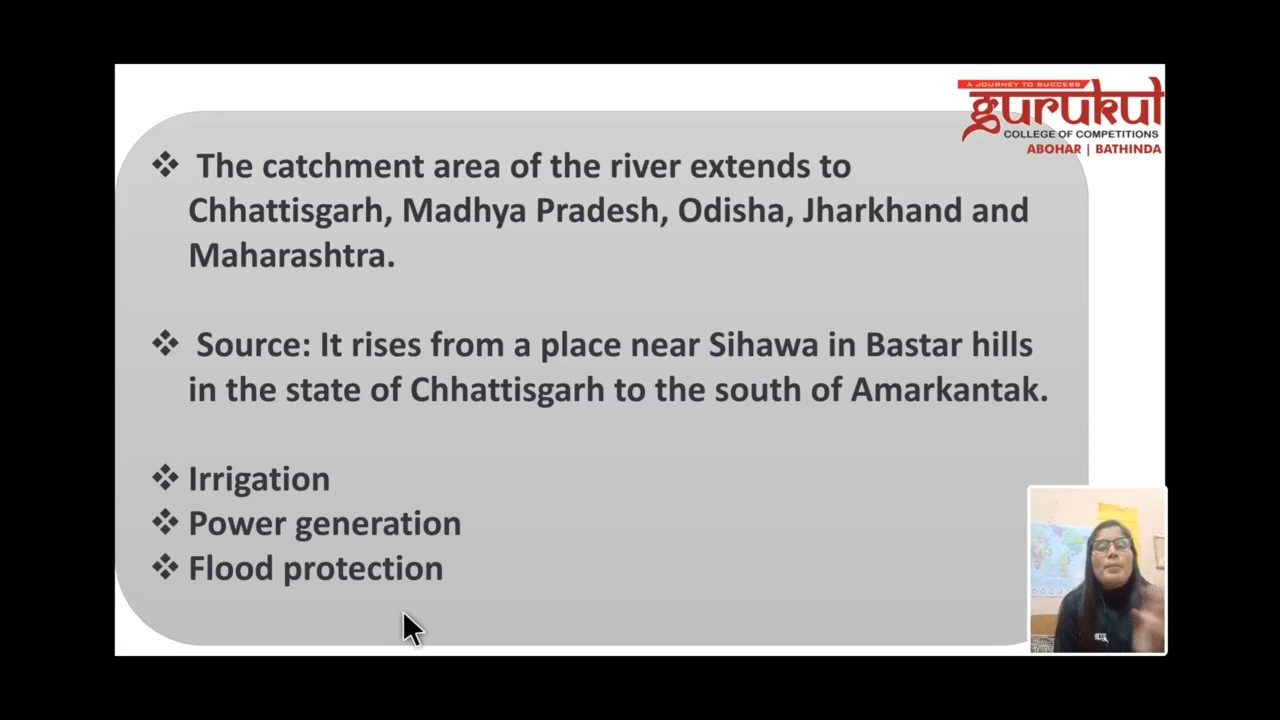 A JOURNEY TO SUCCESS
gurukul
COLLEGE OF COMPETITIONS
ABOHAR | BATHINDA
❖ The catchment area of the river extends to
Chhattisgarh, Madhya Pradesh, Odisha, Jharkhand and
Maharashtra.
❖ Source: It rises from a place near Sihawa in Bastar hills
in the state of Chhattisgarh to the south of Amarkantak.
❖ Irrigation
❖ Power generation
❖ Flood protection